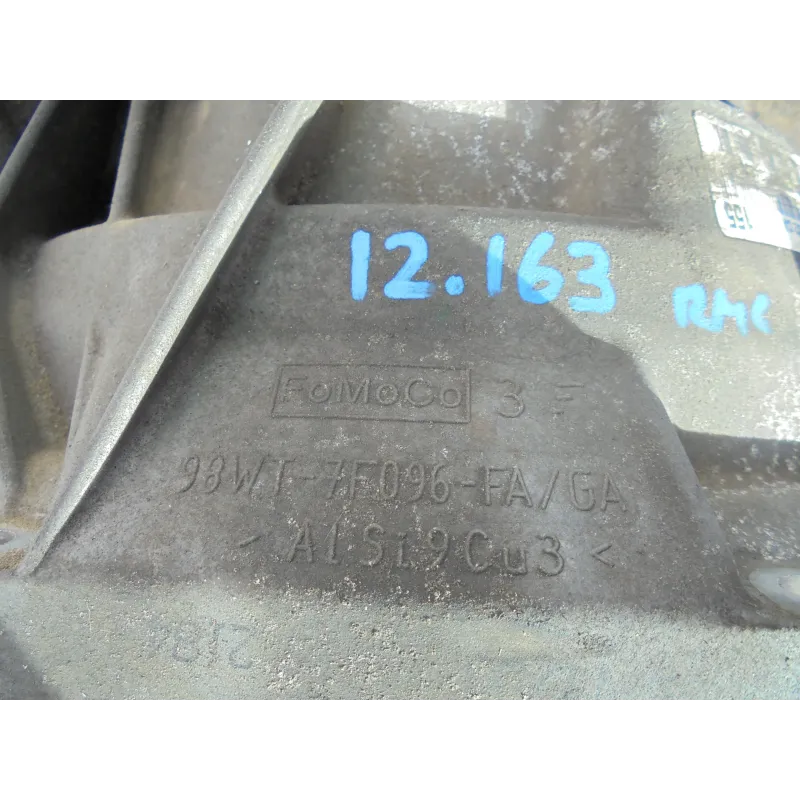 12.163
RMC
FoMoCo 3 F
98WT-7F096-FA/GA
> AlSi9Cu3 <